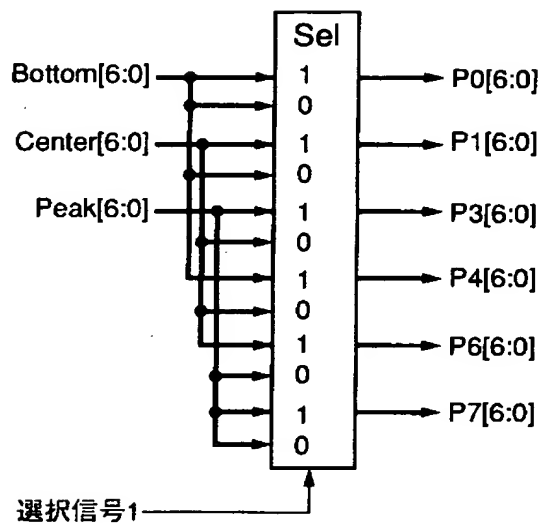 Sel
Bottom[6:0] 1 P0[6:0]
0
Center[6:0] 1 P1[6:0]
0
Peak[6:0] 1 P3[6:0]
0
1 P4[6:0]
0
1 P6[6:0]
0
1 P7[6:0]
0
選択信号1